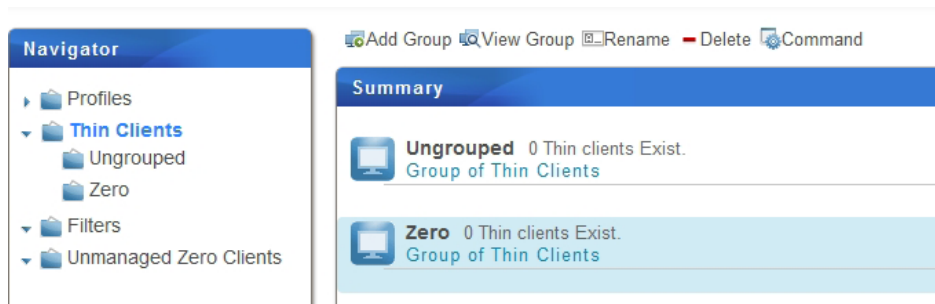 Navigator
Profiles
Thin Clients
Ungrouped
Zero
Filters
Unmanaged Zero Clients
Add Group View Group Rename Delete Command
Summary
Ungrouped 0 Thin clients Exist.
Group of Thin Clients
Zero 0 Thin clients Exist.
Group of Thin Clients